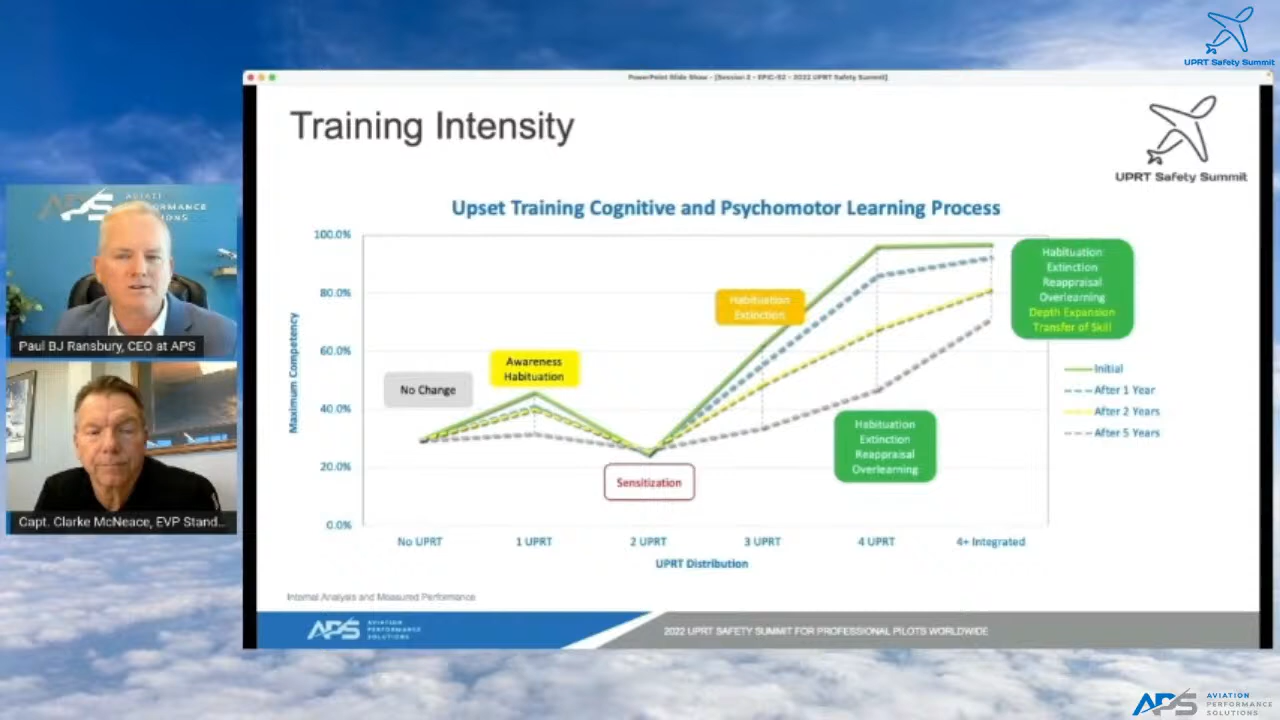 UPRT Safety Summit
PowerPoint Slide Show - [Session 2 - EPIC-S2 - 2022 UPRT Safety Summit]
Training Intensity
UPRT Safety Summit
Upset Training Cognitive and Psychomotor Learning Process
100.0%
80.0%
60.0%
40.0%
20.0%
0.0%
Maximum Competency
No Change
Awareness
Habituation
Sensitization
Habituation
Extinction
Habituation
Extinction
Reappraisal
Overlearning
Habituation
Extinction
Reappraisal
Overlearning
Depth Expansion
Transfer of Skill
Initial
After 1 Year
After 2 Years
After 5 Years
No UPRT
1 UPRT
2 UPRT
3 UPRT
4 UPRT
4+ Integrated
UPRT Distribution
Internal Analysis and Measured Performance
APS
AVIATION
PERFORMANCE
SOLUTIONS
2022 UPRT SAFETY SUMMIT FOR PROFESSIONAL PILOTS WORLDWIDE
Paul BJ Ransbury, CEO at APS
Capt. Clarke McNeace, EVP Stand...
APS
AVIATION
PERFORMANCE
SOLUTIONS